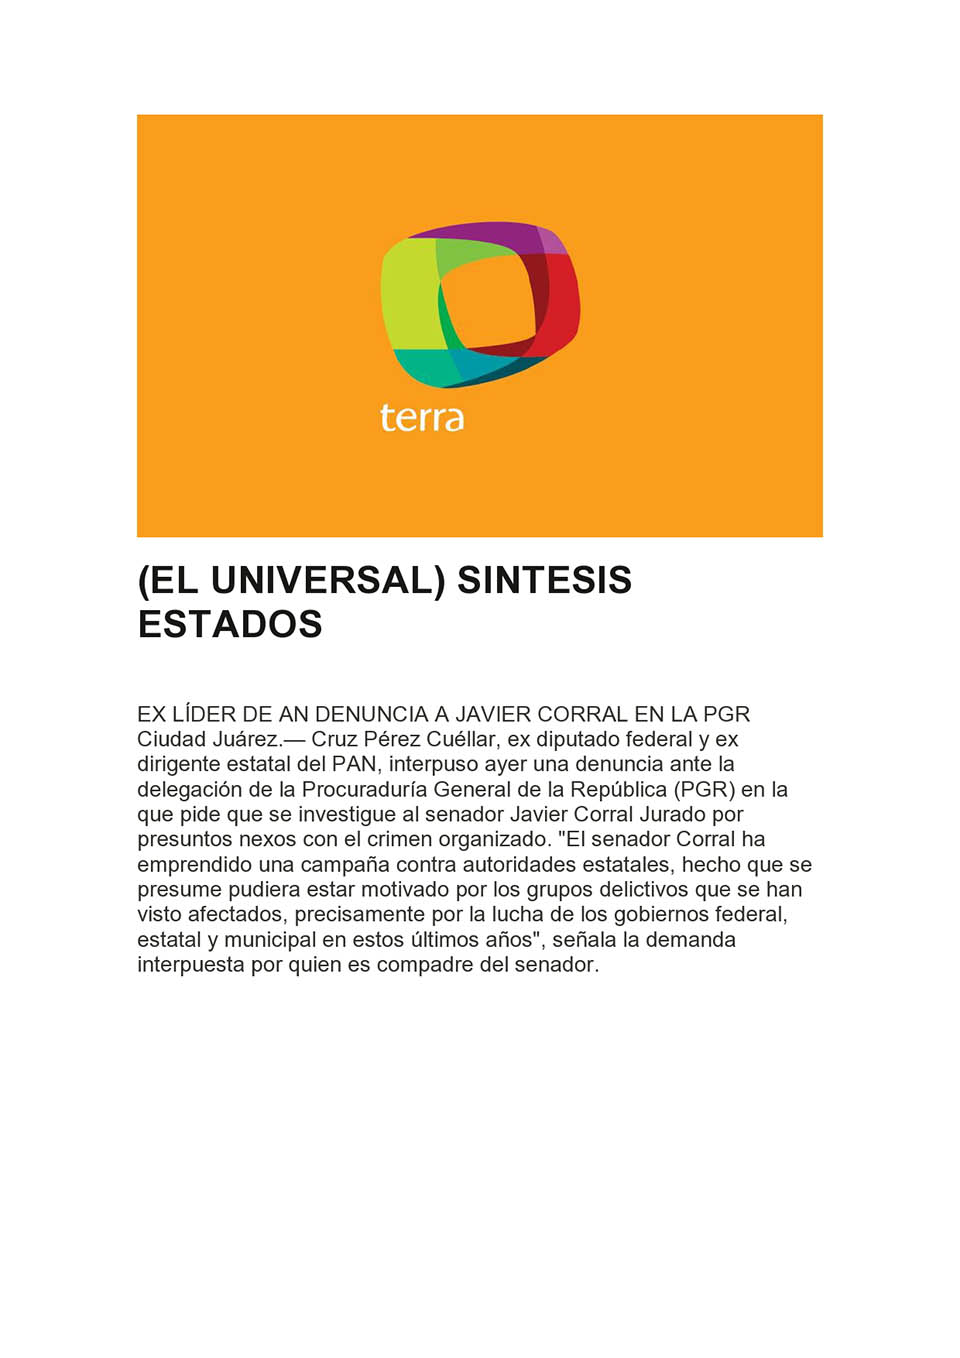 terra
(EL UNIVERSAL) SINTESIS
ESTADOS
EX LÍDER DE AN DENUNCIA A JAVIER CORRAL EN LA PGR
Ciudad Juárez.— Cruz Pérez Cuéllar, ex diputado federal y ex
dirigente estatal del PAN, interpuso ayer una denuncia ante la
delegación de la Procuraduría General de la República (PGR) en la
que pide que se investigue al senador Javier Corral Jurado por
presuntos nexos con el crimen organizado. "El senador Corral ha
emprendido una campaña contra autoridades estatales, hecho que se
presume pudiera estar motivado por los grupos delictivos que se han
visto afectados, precisamente por la lucha de los gobiernos federal,
estatal y municipal en estos últimos años", señala la demanda
interpuesta por quien es compadre del senador.